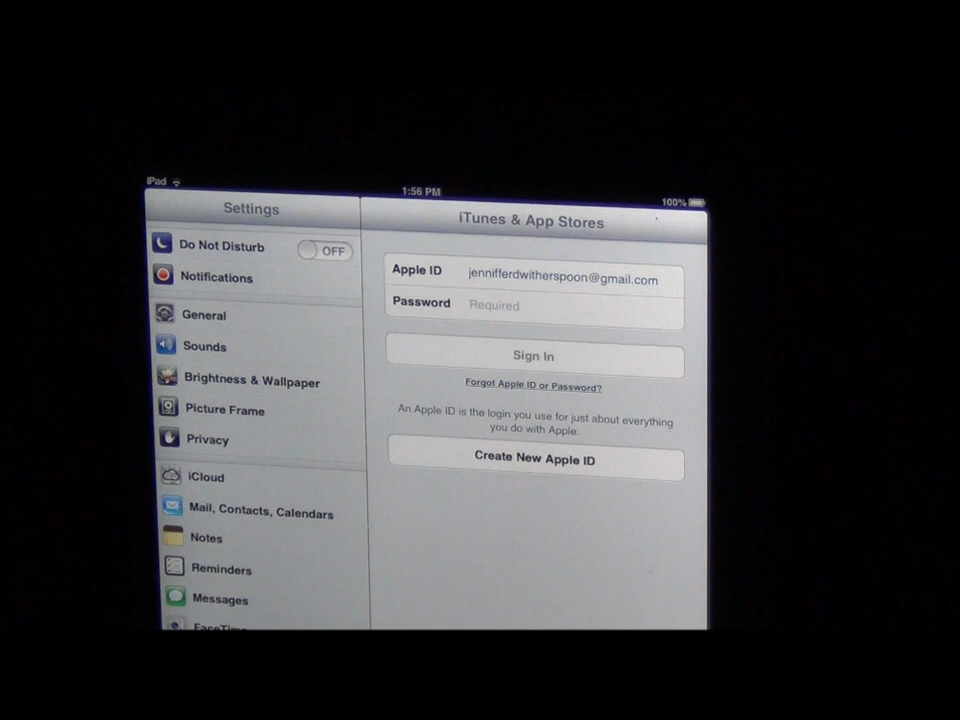 iPad
1:56 PM
100%
Settings
iTunes & App Stores
Do Not Disturb OFF
Notifications
General
Sounds
Brightness & Wallpaper
Picture Frame
Privacy
iCloud
Mail, Contacts, Calendars
Notes
Reminders
Messages
FaceTime
Apple ID jennifferdwitherspoon@gmail.com
Password Required
Sign In
Forgot Apple ID or Password?
An Apple ID is the login you use for just about everything
you do with Apple.
Create New Apple ID